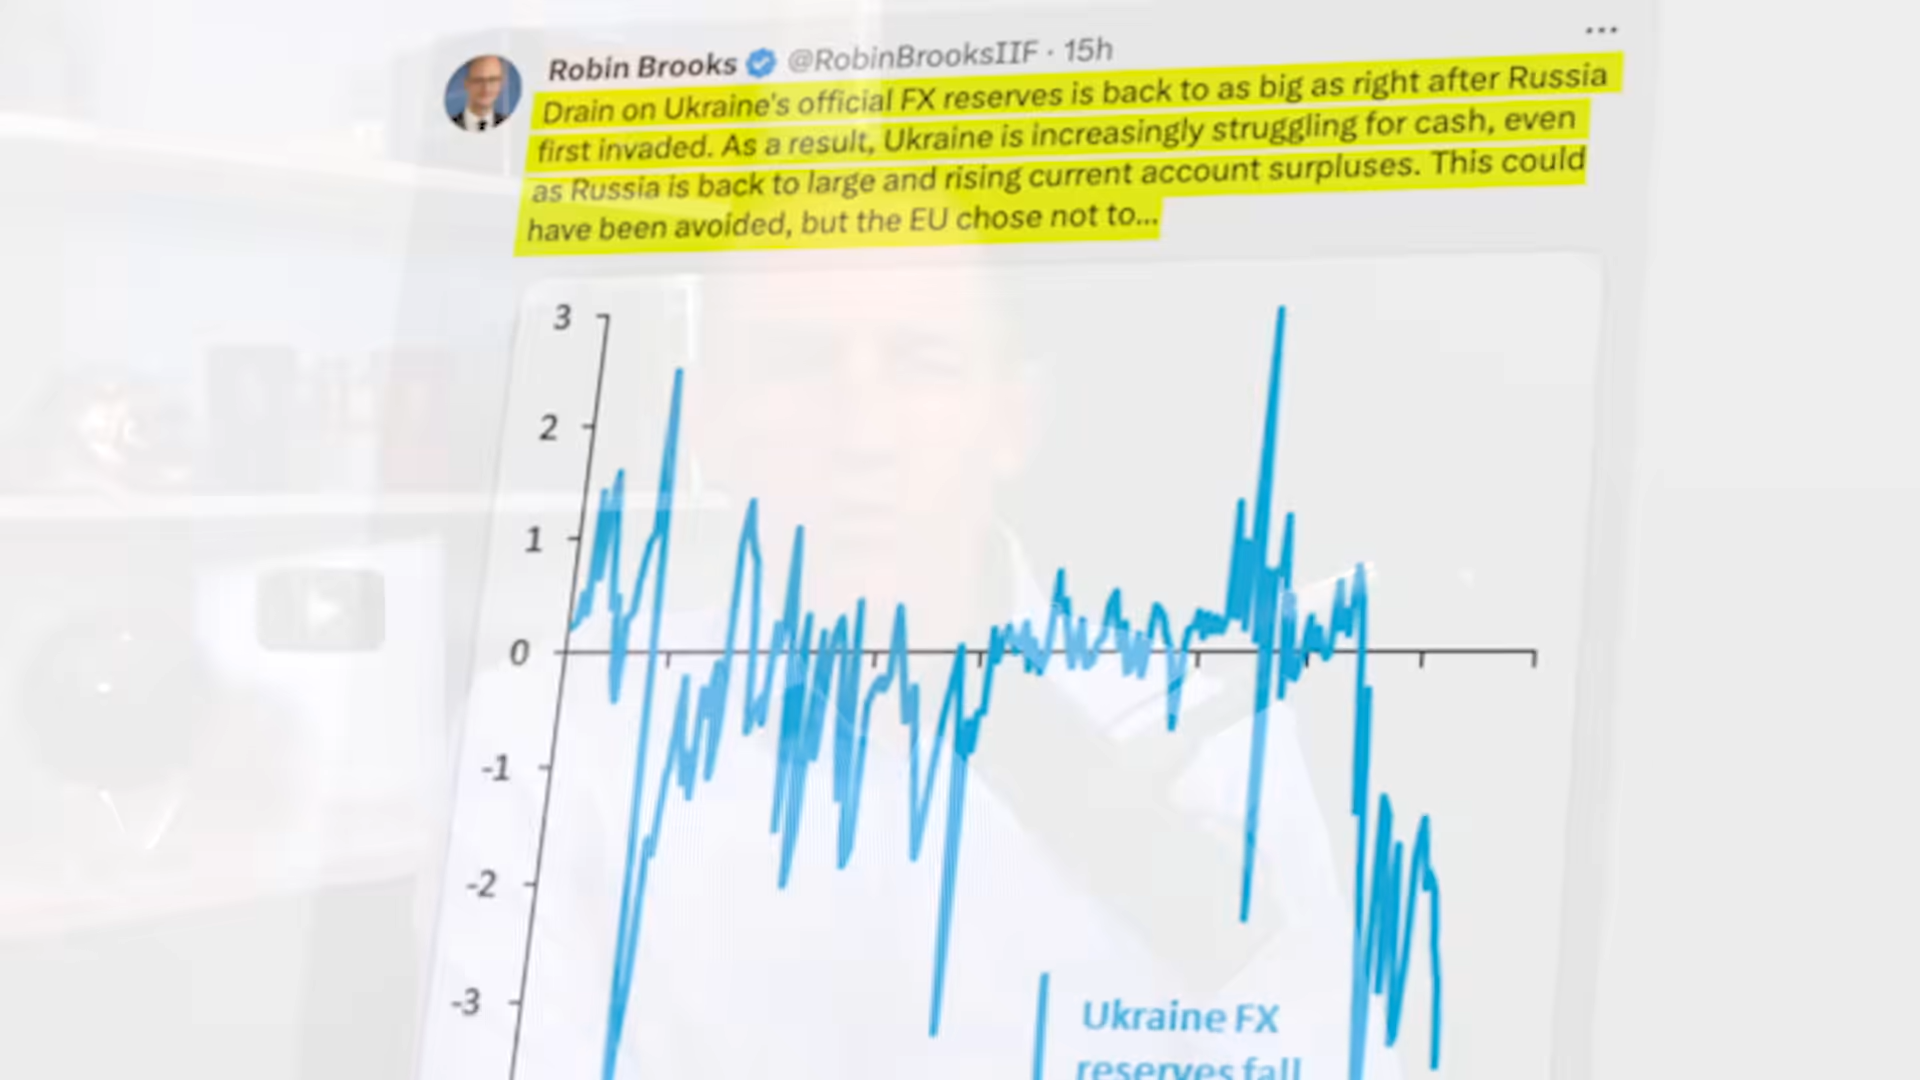 Robin Brooks @RobinBrooksIIF · 15h ...
Drain on Ukraine's official FX reserves is back to as big as right after Russia
first invaded. As a result, Ukraine is increasingly struggling for cash, even
as Russia is back to large and rising current account surpluses. This could
have been avoided, but the EU chose not to...
3
2
1
0
-1
-2
-3
Ukraine FX
reserves fall